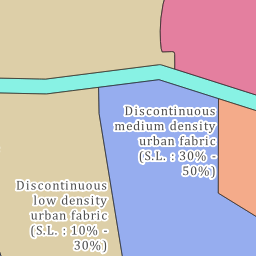 Discontinuous
medium density
urban fabric
(S.L. : 30% -
50%)
Discontinuous
low density
urban fabric
(S.L. : 10% -
30%)